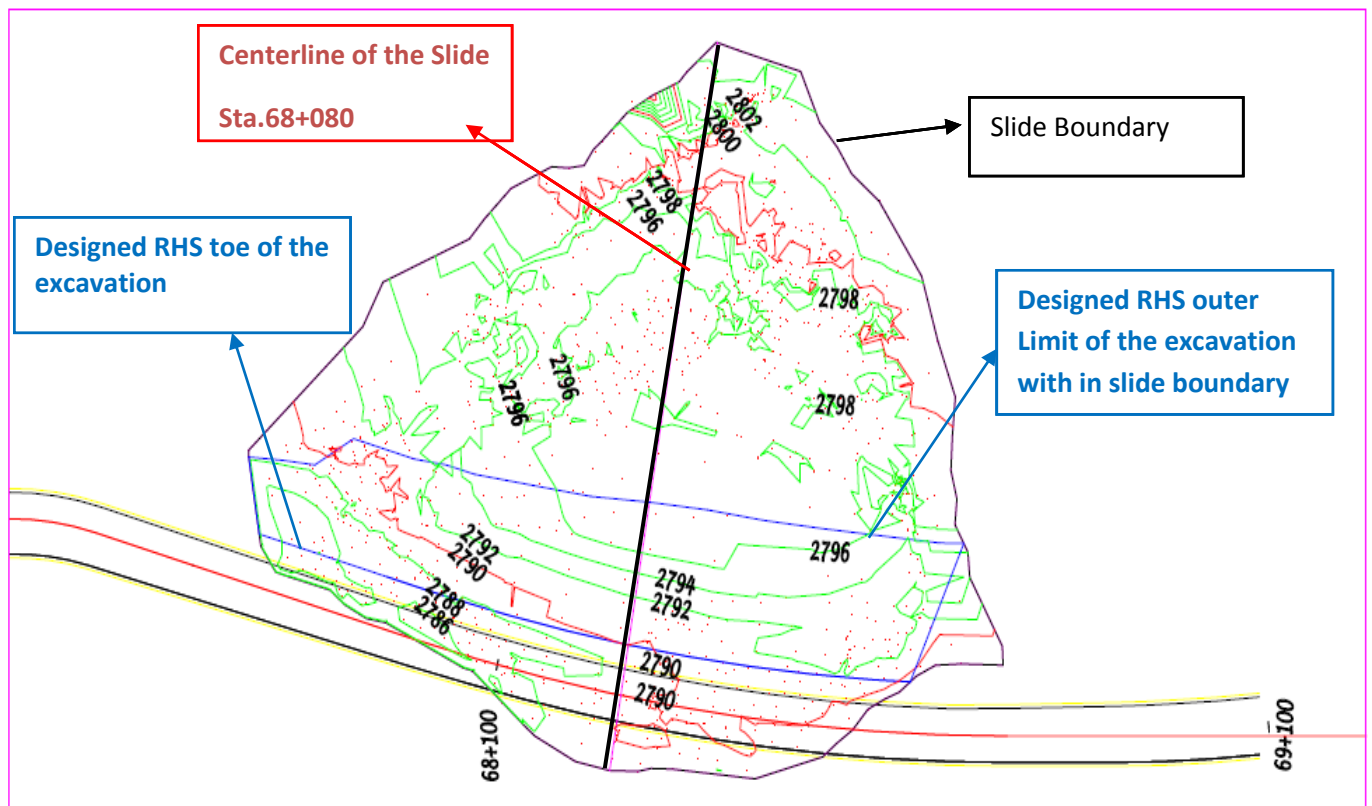 Centerline of the Slide
Sta.68+080
Slide Boundary
Designed RHS toe of the
excavation
Designed RHS outer
Limit of the excavation
with in slide boundary
2802
2800
2798
2796
2798
2796
2796
2798
2792
2790
2796
2794
2792
2788
2786
2790
2790
68+100
69+100